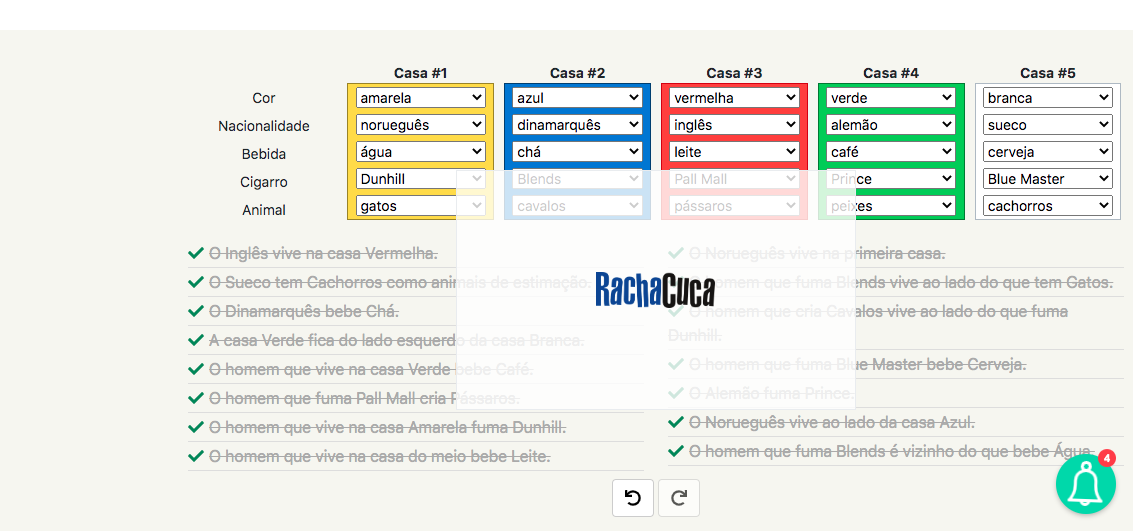 Casa #1 Casa #2 Casa #3 Casa #4 Casa #5
Cor amarela azul vermelha verde branca
Nacionalidade norueguês dinamarquês inglês alemão sueco
Bebida água chá leite café cerveja
Cigarro Dunhill Blends Pall Mall Prince Blue Master
Animal gatos cavalos pássaros peixes cachorros
O Inglês vive na casa Vermelha.
O Sueco tem Cachorros como animais de estimação.
O Dinamarquês bebe Chá.
A casa Verde fica do lado esquerdo da casa Branca.
O homem que vive na casa Verde bebe Café.
O homem que fuma Pall Mall cria Pássaros.
O homem que vive na casa Amarela fuma Dunhill.
O homem que vive na casa do meio bebe Leite.
O Norueguês vive na primeira casa.
O homem que fuma Blends vive ao lado do que tem Gatos.
O homem que cria Cavalos vive ao lado do que fuma
Dunhill.
O homem que fuma Blue Master bebe Cerveja.
O Alemão fuma Prince.
O Norueguês vive ao lado da casa Azul.
O homem que fuma Blends é vizinho do que bebe Água.
RachaCuca
4